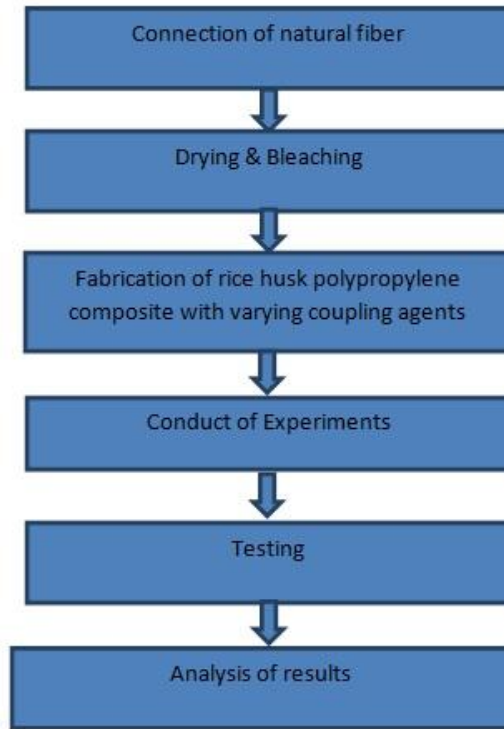 Connection of natural fiber
Drying & Bleaching
Fabrication of rice husk polypropylene
composite with varying coupling agents
Conduct of Experiments
Testing
Analysis of results